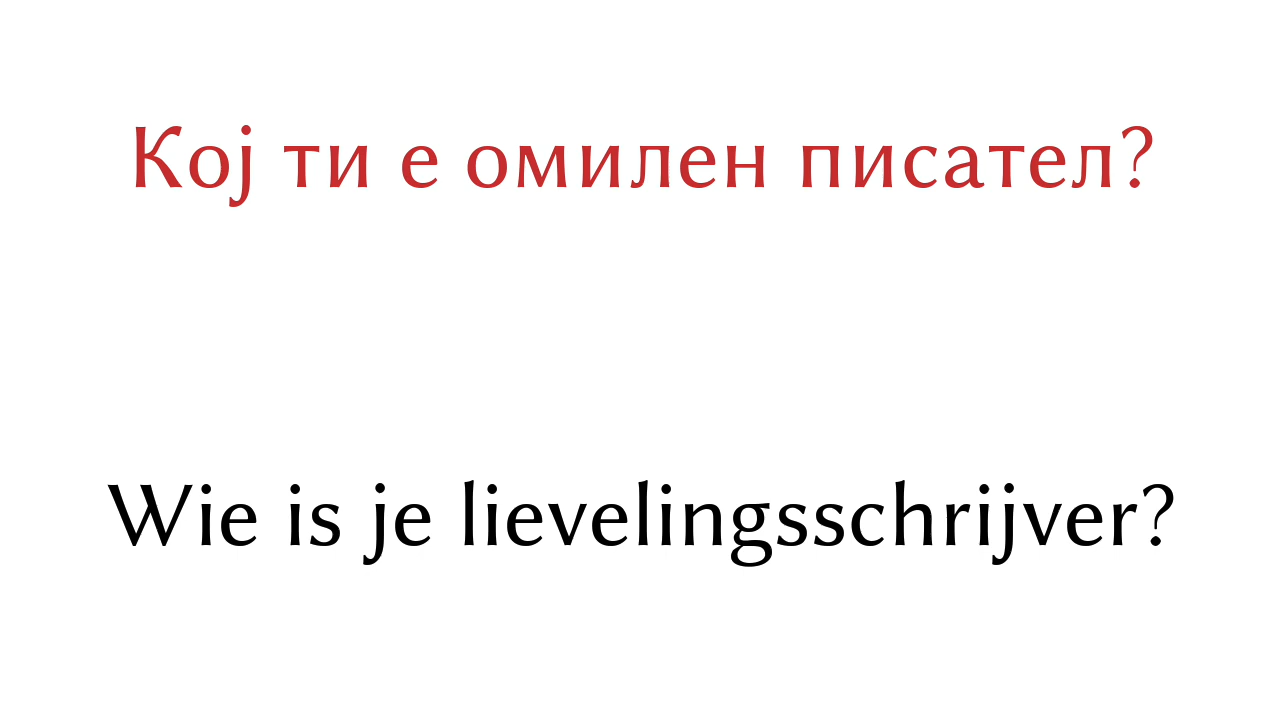 Кој ти е омилен писател?
Wie is je lievelingsschrijver?